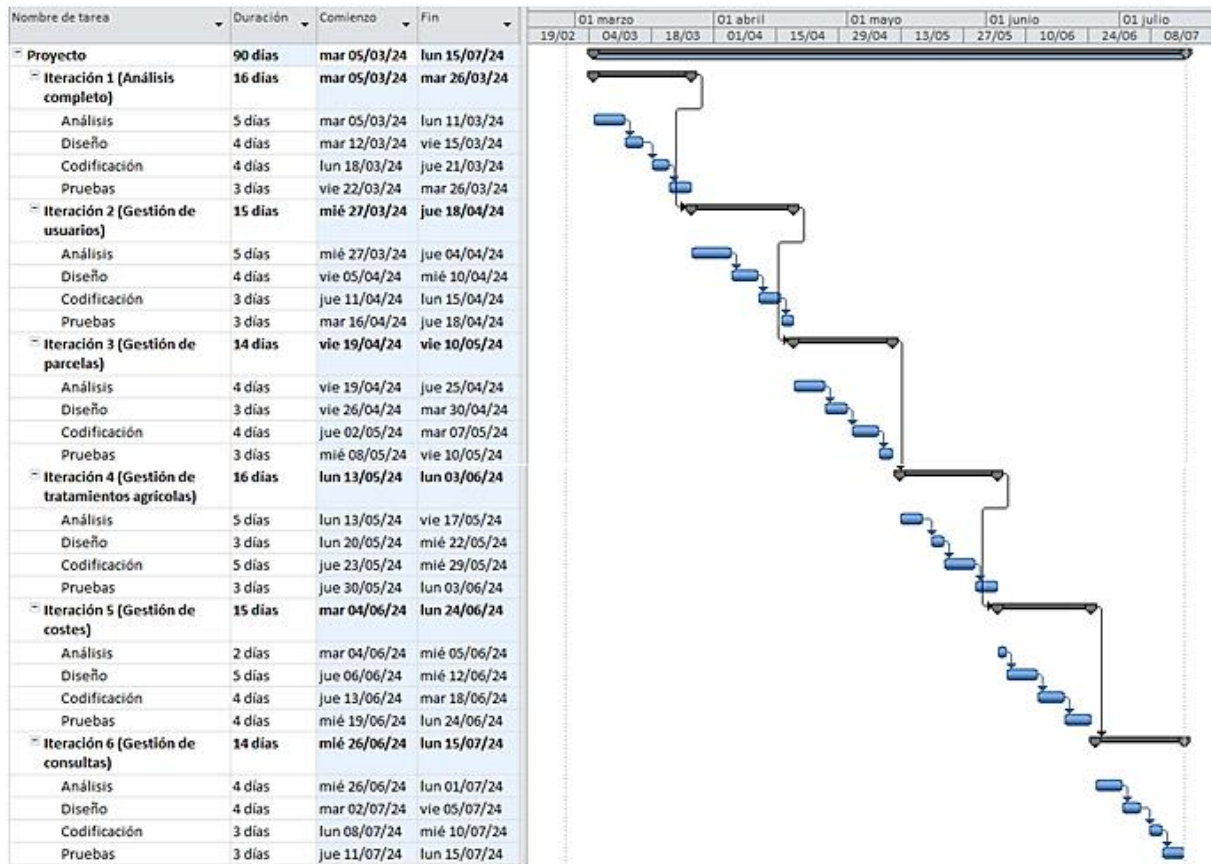 Nombre de tarea Duración Comienzo Fin
01 marzo 01 abril 01 mayo 01 junio 01 julio
19/02 04/03 18/03 01/04 15/04 29/04 13/05 27/05 10/06 24/06 08/07
Proyecto 90 días mar 05/03/24 lun 15/07/24
Iteración 1 (Análisis 16 días mar 05/03/24 mar 26/03/24
completo)
Análisis 5 días mar 05/03/24 lun 11/03/24
Diseño 4 días mar 12/03/24 vie 15/03/24
Codificación 4 días lun 18/03/24 jue 21/03/24
Pruebas 3 días vie 22/03/24 mar 26/03/24
Iteración 2 (Gestión de 15 días mié 27/03/24 jue 18/04/24
usuarios)
Análisis 5 días mié 27/03/24 jue 04/04/24
Diseño 4 días vie 05/04/24 mié 10/04/24
Codificación 3 días jue 11/04/24 lun 15/04/24
Pruebas 3 días mar 16/04/24 jue 18/04/24
Iteración 3 (Gestión de 14 días vie 19/04/24 vie 10/05/24
parcelas)
Análisis 4 días vie 19/04/24 jue 25/04/24
Diseño 3 días vie 26/04/24 mar 30/04/24
Codificación 4 días jue 02/05/24 mar 07/05/24
Pruebas 3 días mié 08/05/24 vie 10/05/24
Iteración 4 (Gestión de 16 días lun 13/05/24 lun 03/06/24
tratamientos agrícolas)
Análisis 5 días lun 13/05/24 vie 17/05/24
Diseño 3 días lun 20/05/24 mié 22/05/24
Codificación 5 días jue 23/05/24 mié 29/05/24
Pruebas 3 días jue 30/05/24 lun 03/06/24
Iteración 5 (Gestión de 15 días mar 04/06/24 lun 24/06/24
costes)
Análisis 2 días mar 04/06/24 mié 05/06/24
Diseño 5 días jue 06/06/24 mié 12/06/24
Codificación 4 días jue 13/06/24 mar 18/06/24
Pruebas 4 días mié 19/06/24 lun 24/06/24
Iteración 6 (Gestión de 14 días mié 26/06/24 lun 15/07/24
consultas)
Análisis 4 días mié 26/06/24 lun 01/07/24
Diseño 4 días mar 02/07/24 vie 05/07/24
Codificación 3 días lun 08/07/24 mié 10/07/24
Pruebas 3 días jue 11/07/24 lun 15/07/24